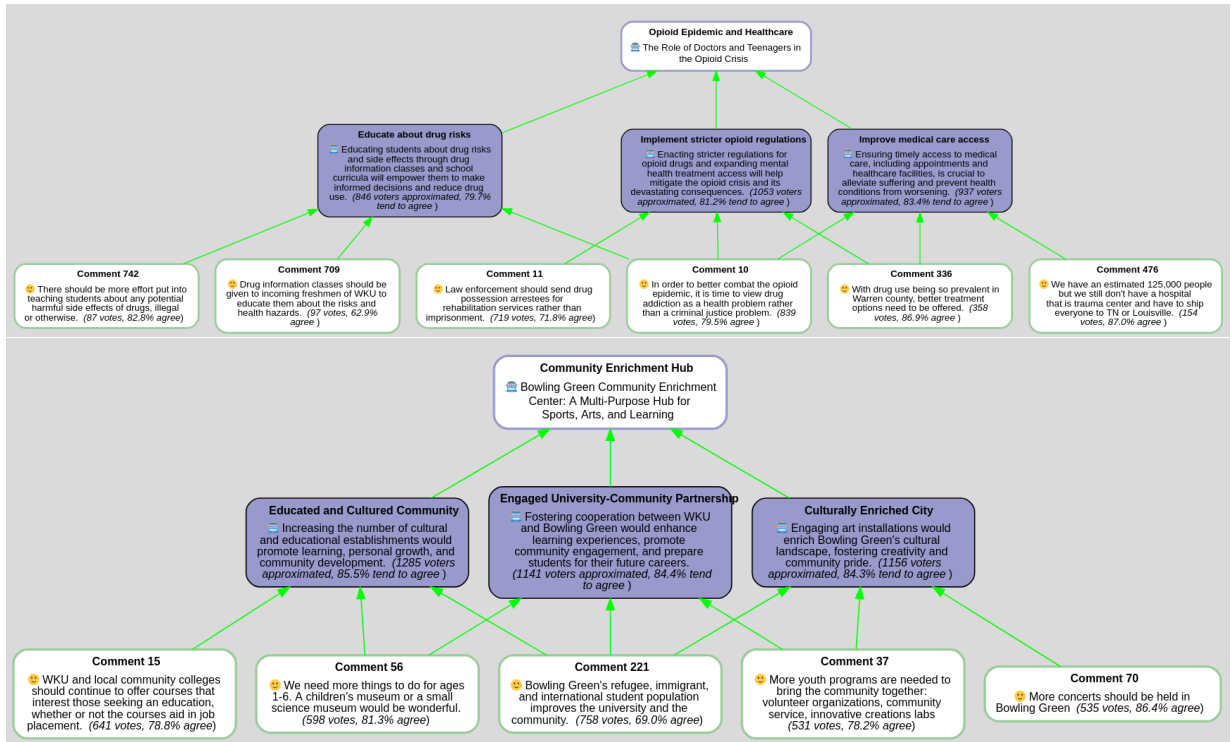 Opioid Epidemic and Healthcare
The Role of Doctors and Teenagers in
the Opioid Crisis
Educate about drug risks
Educating students about drug risks
and side effects through drug
information classes and school
curricula will empower them to make
informed decisions and reduce drug
use. (846 voters approximated, 79.7%
tend to agree )
Implement stricter opioid regulations
Enacting stricter regulations for
opioid drugs and expanding mental
health treatment access will help
mitigate the opioid crisis and its
devastating consequences. (1053 voters
approximated, 81.2% tend to agree )
Improve medical care access
Ensuring timely access to medical
care, including appointments and
healthcare facilities, is crucial to
alleviate suffering and prevent health
conditions from worsening. (937 voters
approximated, 83.4% tend to agree )
Comment 742
There should be more effort put into
teaching students about any potential
harmful side effects of drugs, illegal
or otherwise. (87 votes, 82.8% agree)
Comment 709
Drug information classes should be
given to incoming freshmen of WKU to
educate them about the risks and
health hazards. (97 votes, 62.9%
agree )
Comment 11
Law enforcement should send drug
possession arrestees for
rehabilitation services rather than
imprisonment. (719 votes, 71.8% agree)
Comment 10
In order to better combat the opioid
epidemic, it is time to view drug
addiction as a health problem rather
than a criminal justice problem. (839
votes, 79.5% agree )
Comment 336
With drug use being so prevalent in
Warren county, better treatment
options need to be offered. (358
votes, 86.9% agree )
Comment 476
We have an estimated 125,000 people
but we still don't have a hospital
that is trauma center and have to ship
everyone to TN or Louisville. (154
votes, 87.0% agree )
Community Enrichment Hub
Bowling Green Community Enrichment
Center: A Multi-Purpose Hub for
Sports, Arts, and Learning
Educated and Cultured Community
Increasing the number of cultural
and educational establishments would
promote learning, personal growth, and
community development. (1285 voters
approximated, 85.5% tend to agree )
Engaged University-Community Partnership
Fostering cooperation between WKU
and Bowling Green would enhance
learning experiences, promote
community engagement, and prepare
students for their future careers.
(1141 voters approximated, 84.4% tend
to agree )
Culturally Enriched City
Engaging art installations would
enrich Bowling Green's cultural
landscape, fostering creativity and
community pride. (1156 voters
approximated, 84.3% tend to agree )
Comment 15
WKU and local community colleges
should continue to offer courses that
interest those seeking an education,
whether or not the courses aid in job
placement. (641 votes, 78.8% agree )
Comment 56
We need more things to do for ages
1-6. A children's museum or a small
science museum would be wonderful.
(598 votes, 81.3% agree)
Comment 221
Bowling Green's refugee, immigrant,
and international student population
improves the university and the
community. (758 votes, 69.0% agree)
Comment 37
More youth programs are needed to
bring the community together:
volunteer organizations, community
service, innovative creations labs
(531 votes, 78.2% agree )
Comment 70
More concerts should be held in
Bowling Green (535 votes, 86.4% agree )